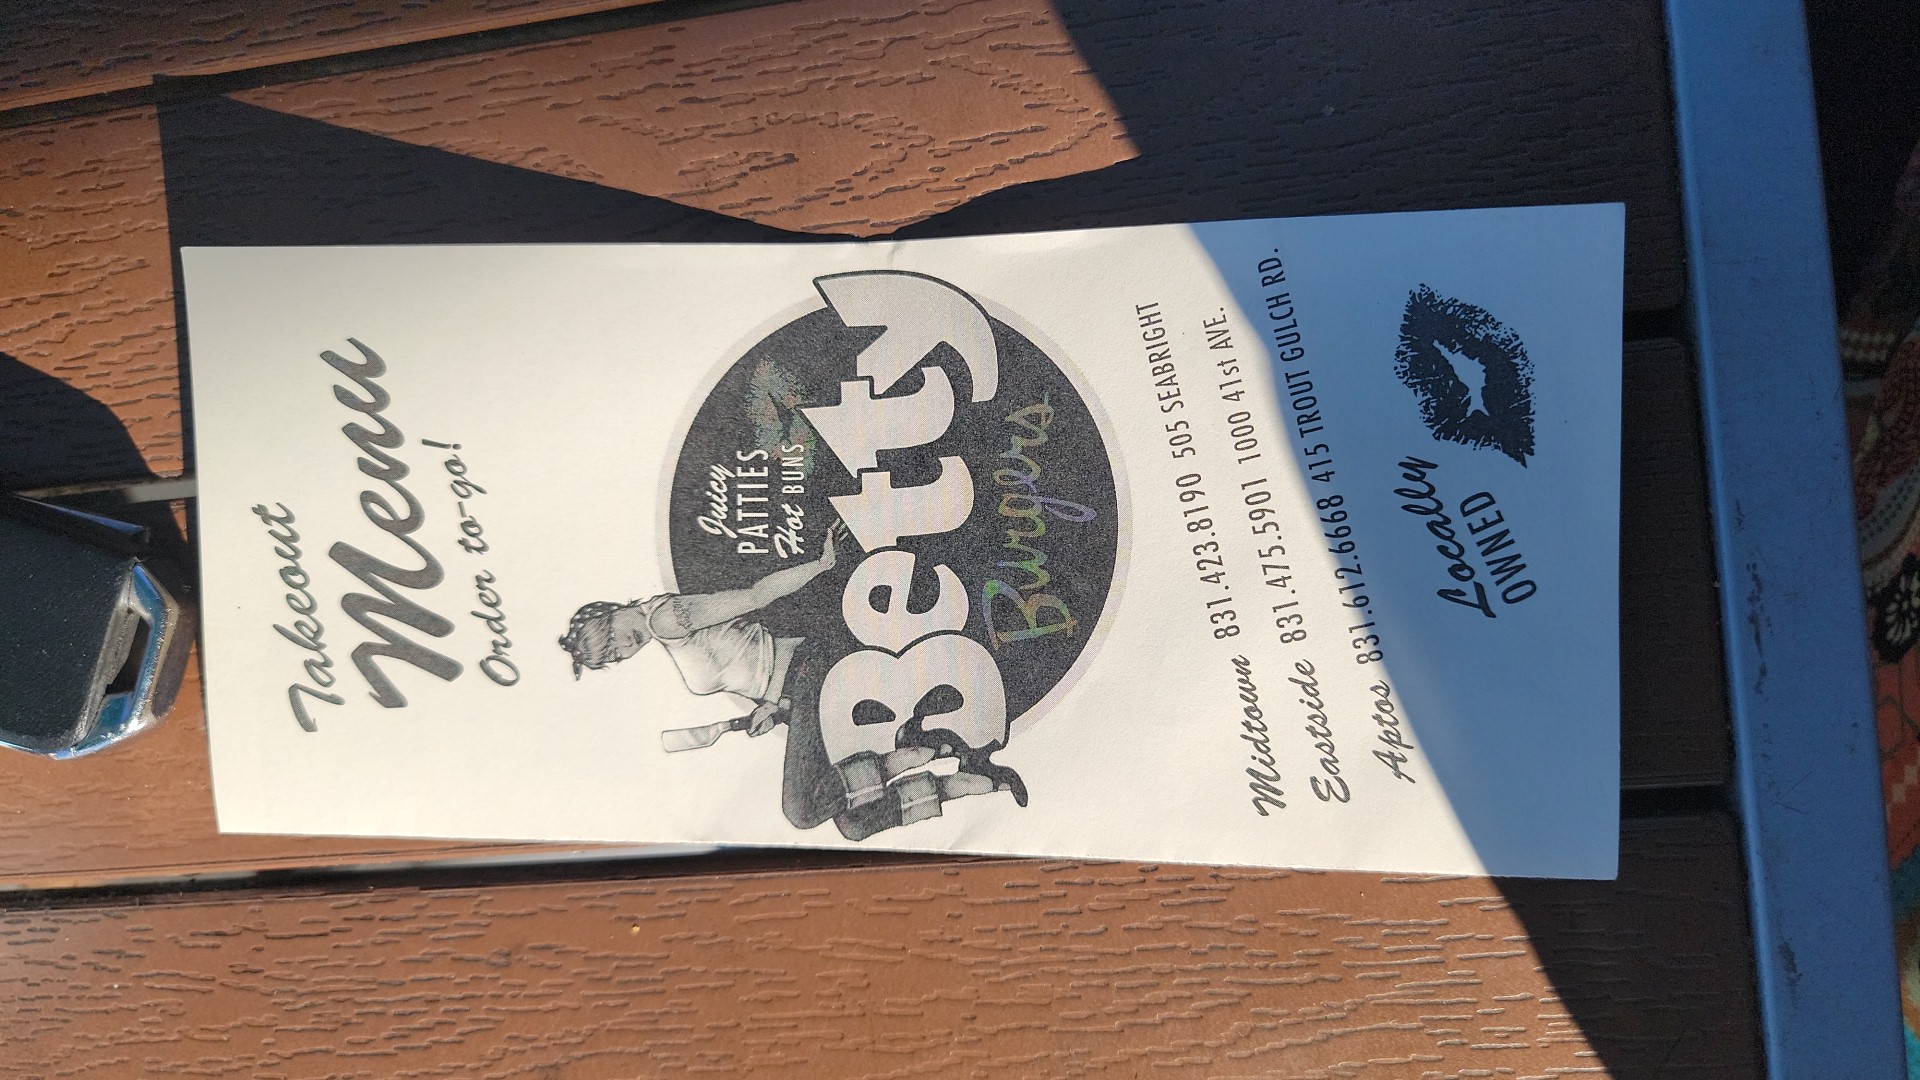 Takeout
Menu
Order to-go!
Juicy
PATTIES
Hot BUNS
Betty
Burgers
Midtown 831.423.8190 505 SEABRIGHT
Eastside 831.475.5901 1000 41st AVE.
Aptos 831.612.6668 415 TROUT GULCH RD.
Locally
OWNED